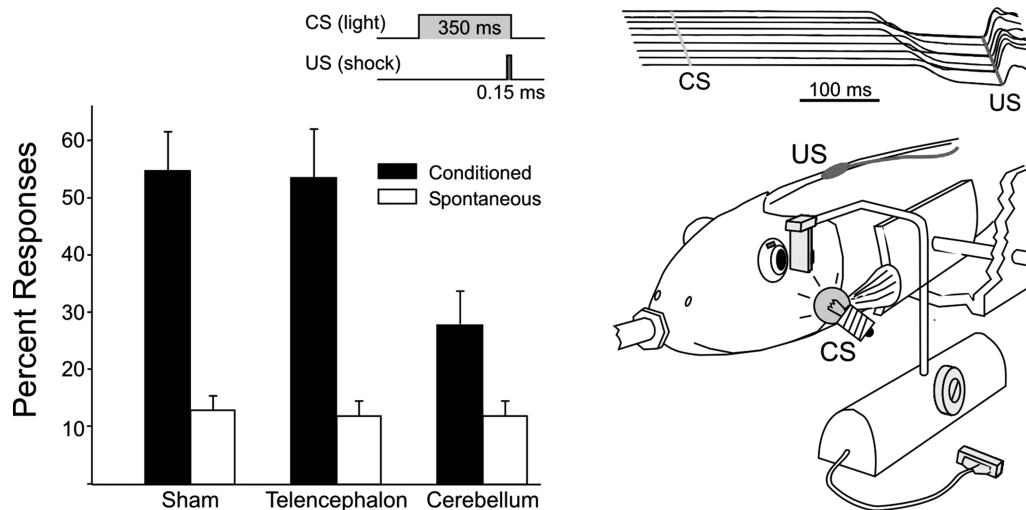 CS (light)
350 ms
US (shock)
0.15 ms
Percent Responses
60
50
40
30
20
10
Conditioned
Spontaneous
Sham
Telencephalon
Cerebellum
CS
100 ms
US
US
CS